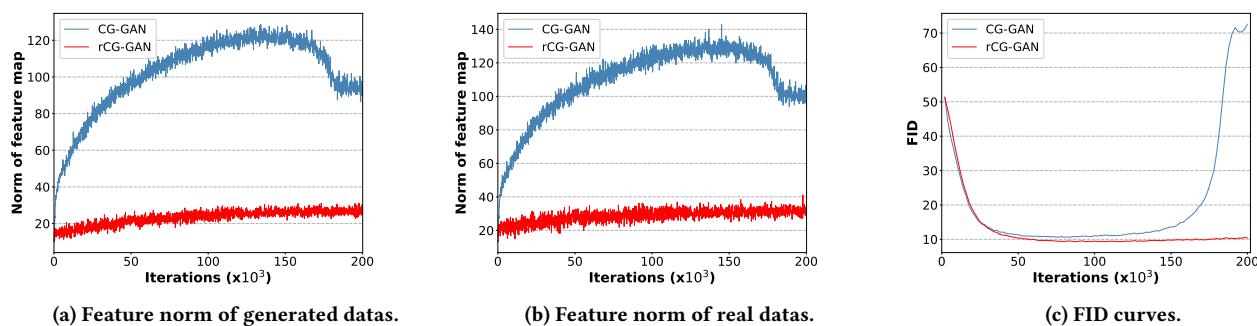 CG-GAN
rCG-GAN
Norm of feature map
120
100
80
60
40
20
0
50
100
150
200
Iterations (x10³)
(a) Feature norm of generated datas.
CG-GAN
rCG-GAN
Norm of feature map
140
120
100
80
60
40
20
0
50
100
150
200
Iterations (x10³)
(b) Feature norm of real datas.
CG-GAN
rCG-GAN
FID
70
60
50
40
30
20
10
0
50
100
150
200
Iterations (x10³)
(c) FID curves.